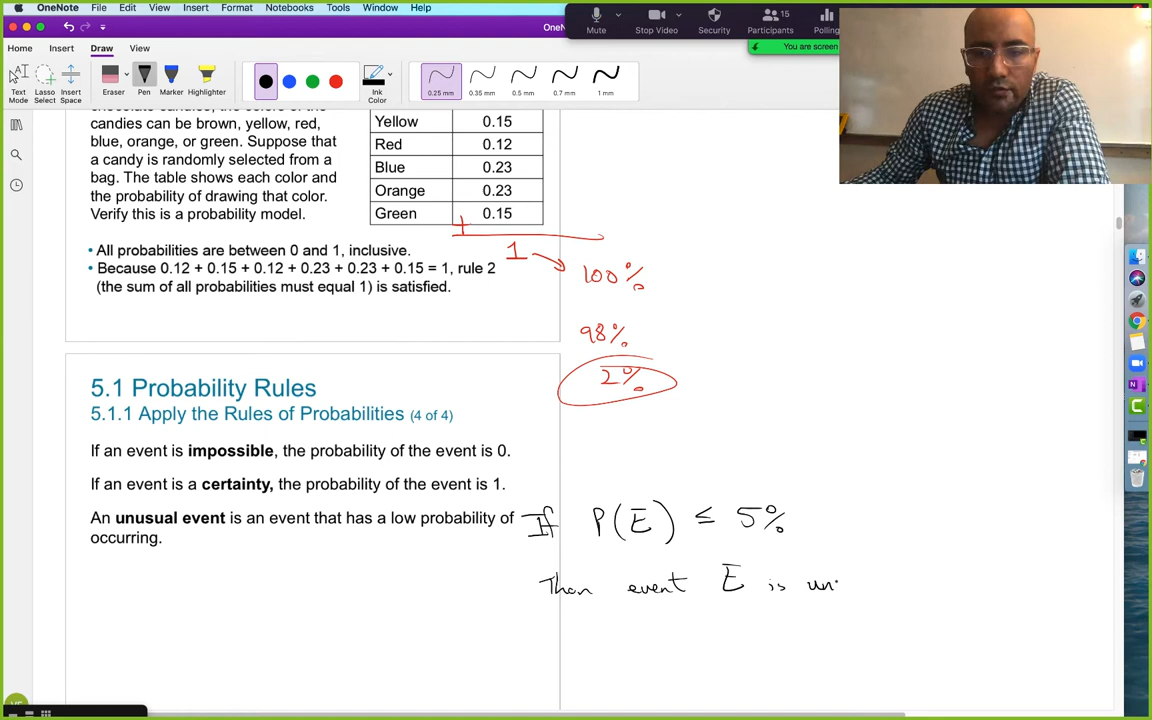 OneNote File Edit View Insert Format Notebooks Tools Window Help
Mute Stop Video Security 15 Participants Polling
You are screen
Home Insert Draw View
Text Mode Lasso Select Insert Space Eraser Pen Marker Highlighter Ink Color 0.25 mm 0.35 mm 0.5 mm 0.7 mm 1 mm
candies can be brown, yellow, red,
blue, orange, or green. Suppose that
a candy is randomly selected from a
bag. The table shows each color and
the probability of drawing that color.
Verify this is a probability model.
Yellow 0.15
Red 0.12
Blue 0.23
Orange 0.23
Green 0.15
+
1
100%
98%
2%
• All probabilities are between 0 and 1, inclusive.
• Because 0.12 + 0.15 + 0.12 + 0.23 + 0.23 + 0.15 = 1, rule 2
(the sum of all probabilities must equal 1) is satisfied.
5.1 Probability Rules
5.1.1 Apply the Rules of Probabilities (4 of 4)
If an event is impossible, the probability of the event is 0.
If an event is a certainty, the probability of the event is 1.
An unusual event is an event that has a low probability of
occurring.
If P(E) ≤ 5%
Then event E is un